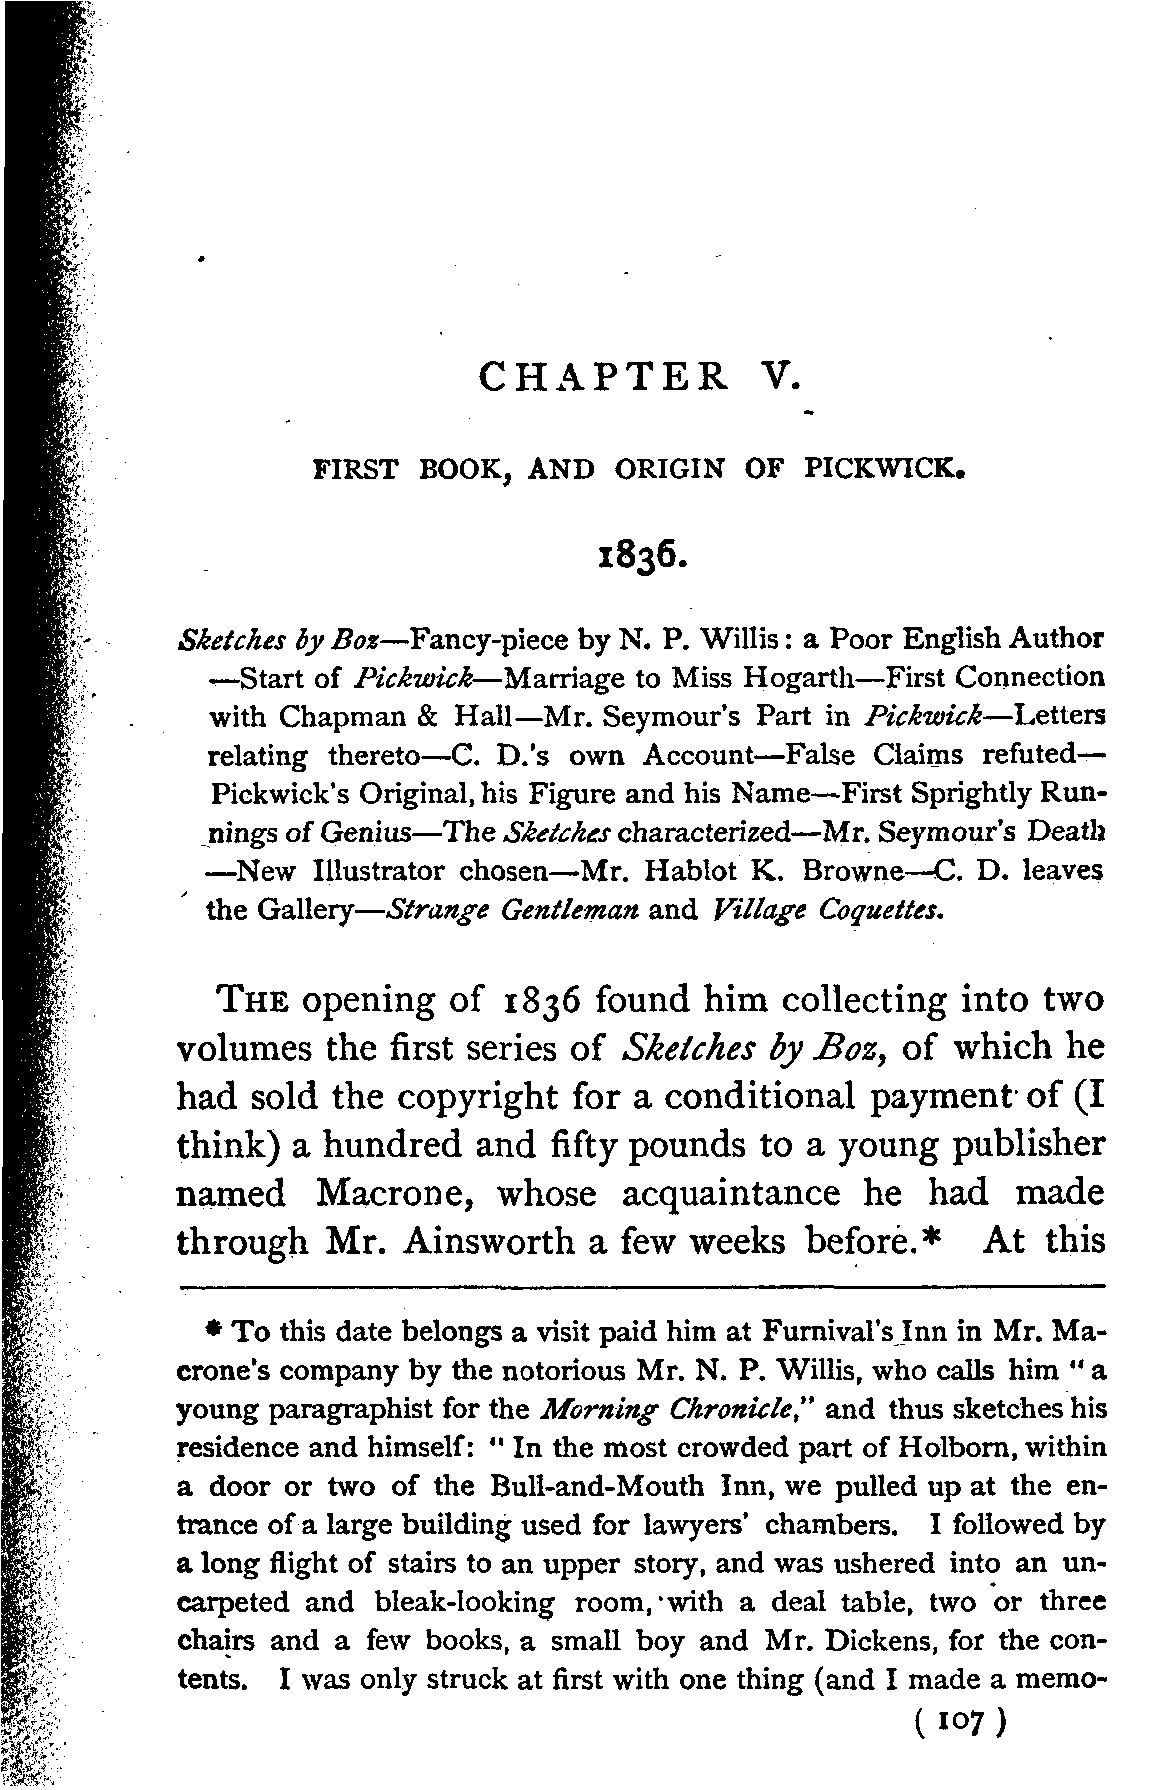 CHAPTER V.
FIRST BOOK, AND ORIGIN OF PICKWICK.
1836.
Sketches by Boz—Fancy-piece by N. P. Willis: a Poor English Author
—Start of Pickwick—Marriage to Miss Hogarth—First Connection
with Chapman & Hall—Mr. Seymour's Part in Pickwick—Letters
relating thereto—C. D.'s own Account—False Claims refuted—
Pickwick's Original, his Figure and his Name—First Sprightly Run-
nings of Genius—The Sketches characterized—Mr. Seymour's Death
—New Illustrator chosen—Mr. Hablot K. Browne—C. D. leaves
the Gallery—Strange Gentleman and Village Coquettes.
THE opening of 1836 found him collecting into two
volumes the first series of Sketches by Boz, of which he
had sold the copyright for a conditional payment of (I
think) a hundred and fifty pounds to a young publisher
named Macrone, whose acquaintance he had made
through Mr. Ainsworth a few weeks before.* At this
* To this date belongs a visit paid him at Furnival's Inn in Mr. Ma-
crone's company by the notorious Mr. N. P. Willis, who calls him "a
young paragraphist for the Morning Chronicle," and thus sketches his
residence and himself: "In the most crowded part of Holborn, within
a door or two of the Bull-and-Mouth Inn, we pulled up at the en-
trance of a large building used for lawyers' chambers. I followed by
a long flight of stairs to an upper story, and was ushered into an un-
carpeted and bleak-looking room, with a deal table, two or three
chairs and a few books, a small boy and Mr. Dickens, for the con-
tents. I was only struck at first with one thing (and I made a memo-
( 107 )